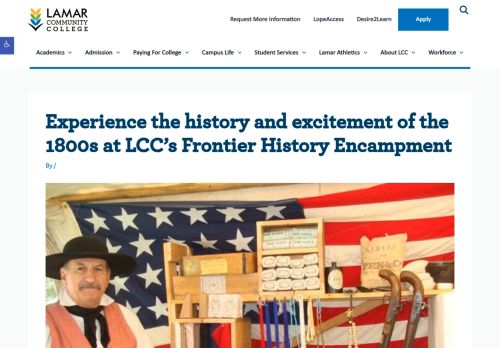 LAMAR
COMMUNITY
COLLEGE
Request More Information LopeAccess Desire2Learn Apply
Academics Admission Paying For College Campus Life Student Services Lamar Athletics About LCC Workforce
Experience the history and excitement of the
1800s at LCC's Frontier History Encampment
By /